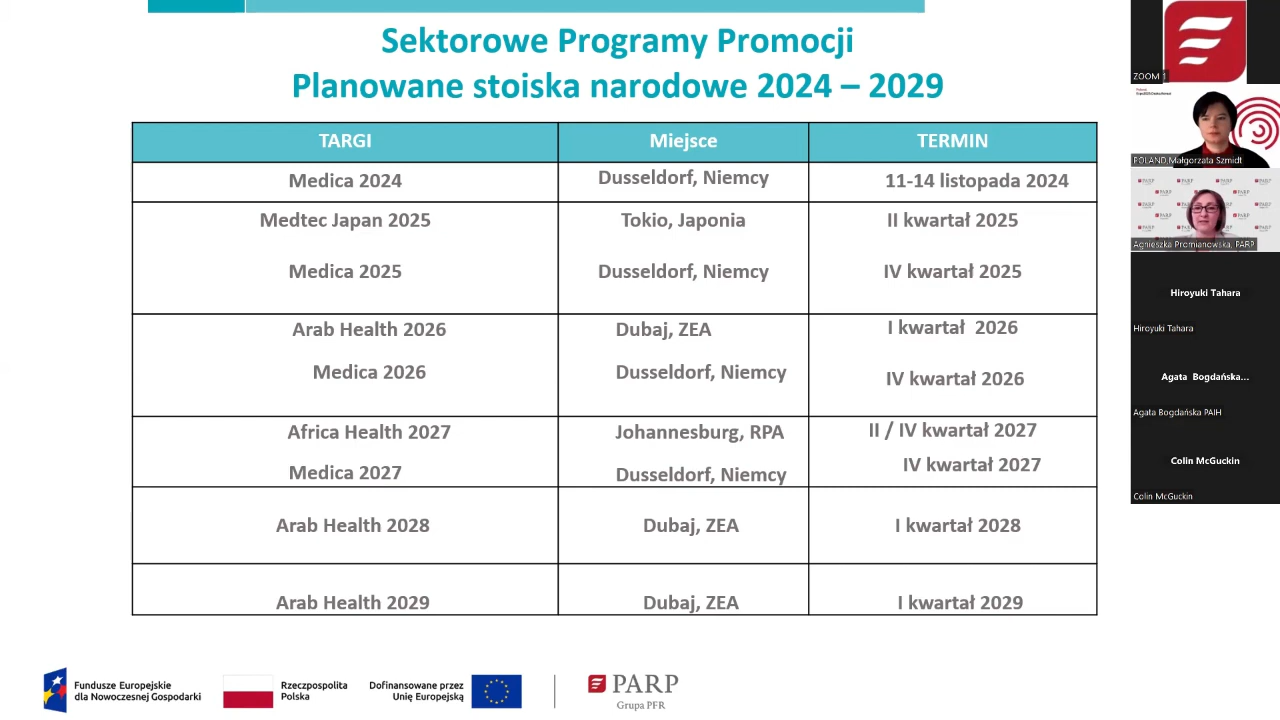 Sektorowe Programy Promocji
Planowane stoiska narodowe 2024 – 2029
TARGI Miejsce TERMIN
Medica 2024 Dusseldorf, Niemcy 11-14 listopada 2024
Medtec Japan 2025 Tokio, Japonia II kwartał 2025
Medica 2025 Dusseldorf, Niemcy IV kwartał 2025
Arab Health 2026 Dubaj, ZEA I kwartał 2026
Medica 2026 Dusseldorf, Niemcy IV kwartał 2026
Africa Health 2027 Johannesburg, RPA II / IV kwartał 2027
Medica 2027 Dusseldorf, Niemcy IV kwartał 2027
Arab Health 2028 Dubaj, ZEA I kwartał 2028
Arab Health 2029 Dubaj, ZEA I kwartał 2029
Fundusze Europejskie
dla Nowoczesnej Gospodarki
Rzeczpospolita
Polska
Dofinansowane przez
Unię Europejską
PARP
Grupa PFR
ZOOM 1
POLAND Małgorzata Szmidt
PARP
Agnieszka Promianowska, PARP
Hiroyuki Tahara
Hiroyuki Tahara
Agata Bogdańska...
Agata Bogdańska PAIH
Colin McGuckin
Colin McGuckin